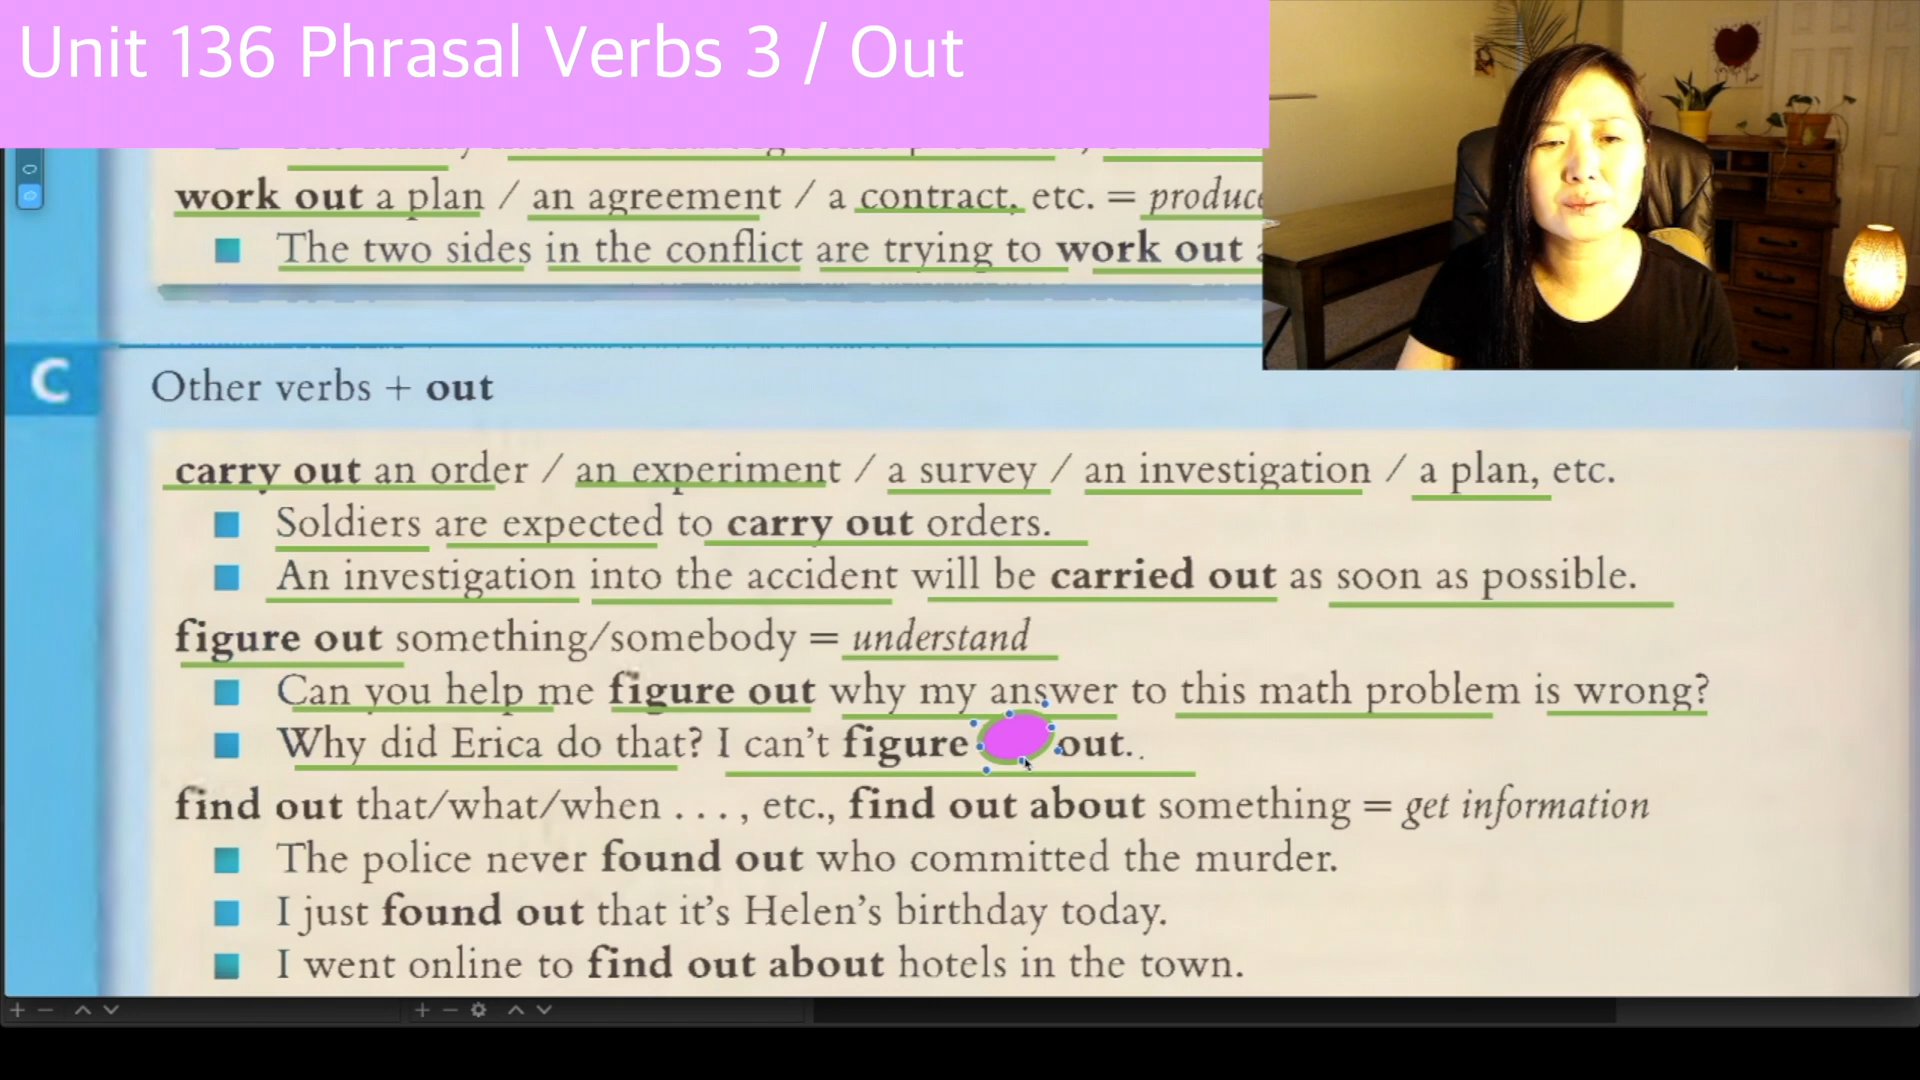 Unit 136 Phrasal Verbs 3 / Out
work out a plan / an agreement / a contract, etc. = produce
The two sides in the conflict are trying to work out
C
Other verbs + out
carry out an order / an experiment / a survey / an investigation / a plan, etc.
Soldiers are expected to carry out orders.
An investigation into the accident will be carried out as soon as possible.
figure out something/somebody = understand
Can you help me figure out why my answer to this math problem is wrong?
Why did Erica do that? I can't figure out. .
find out that/what/when . . . , etc., find out about something = get information
The police never found out who committed the murder.
I just found out that it's Helen's birthday today.
I went online to find out about hotels in the town.